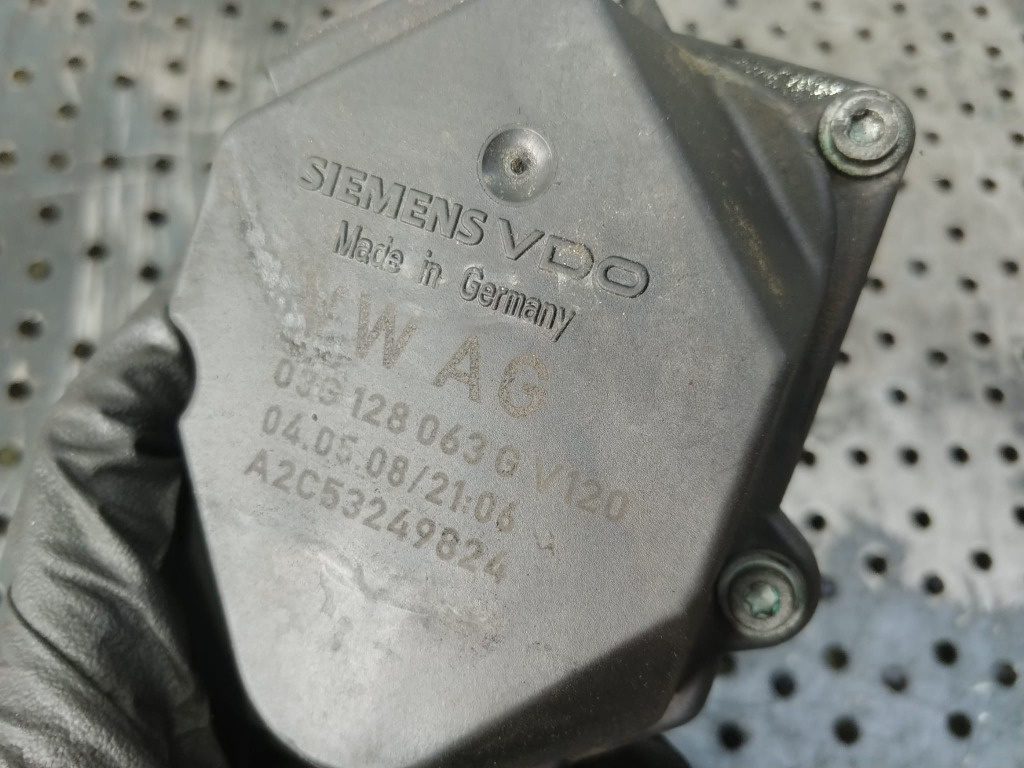 SIEMENS VDO
Made in Germany
VW AG
03G 128 063 G V120
04.05.08/21:06
A2C53249824